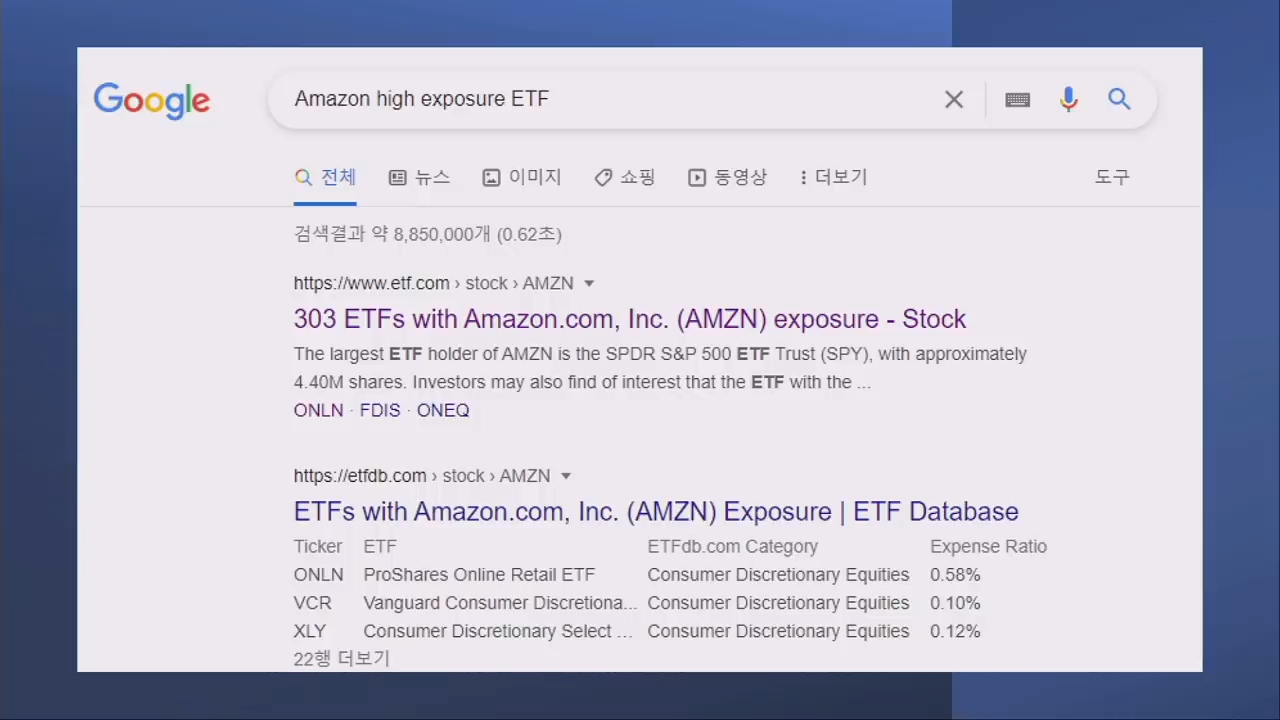 Google
Amazon high exposure ETF
전체 뉴스 이미지 쇼핑 동영상 더보기 도구
검색결과 약 8,850,000개 (0.62초)
https://www.etf.com › stock › AMZN
303 ETFs with Amazon.com, Inc. (AMZN) exposure - Stock
The largest ETF holder of AMZN is the SPDR S&P 500 ETF Trust (SPY), with approximately
4.40M shares. Investors may also find of interest that the ETF with the ...
ONLN · FDIS · ONEQ
https://etfdb.com › stock › AMZN
ETFs with Amazon.com, Inc. (AMZN) Exposure | ETF Database
Ticker ETF ETFdb.com Category Expense Ratio
ONLN ProShares Online Retail ETF Consumer Discretionary Equities 0.58%
VCR Vanguard Consumer Discretiona... Consumer Discretionary Equities 0.10%
XLY Consumer Discretionary Select ... Consumer Discretionary Equities 0.12%
22행 더보기